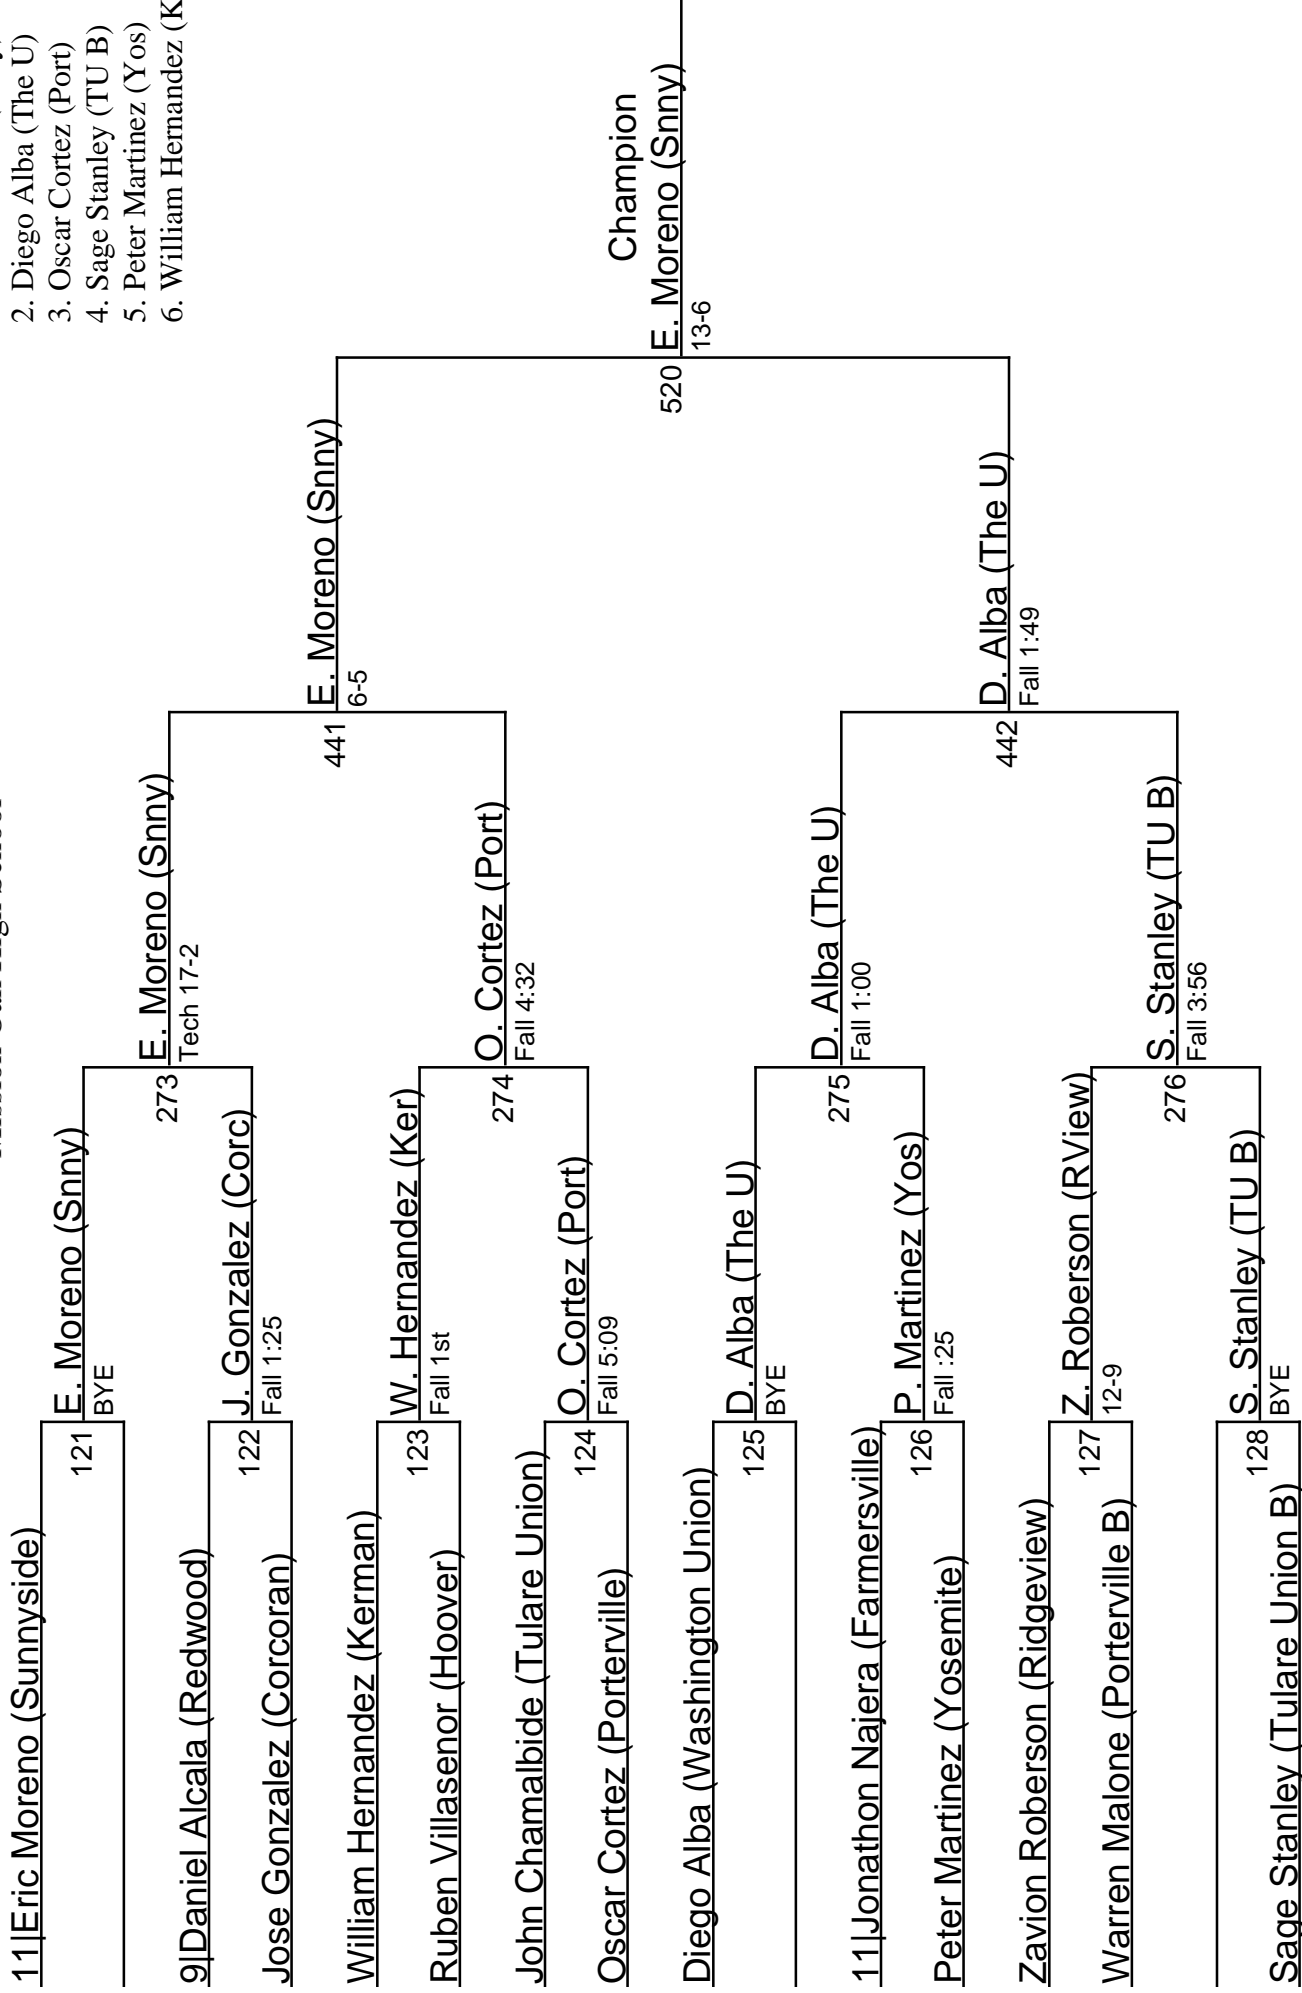 2. Diego Alba (The U)
3. Oscar Cortez (Port)
4. Sage Stanley (TU B)
5. Peter Martinez (Yos)
6. William Hernandez (K
11|Eric Moreno (Sunnyside)
121
E. Moreno (Snny)
BYE
9|Daniel Alcala (Redwood)
Jose Gonzalez (Corcoran)
122
J. Gonzalez (Corc)
Fall 1:25
273
E. Moreno (Snny)
Tech 17-2
William Hernandez (Kerman)
Ruben Villasenor (Hoover)
123
W. Hernandez (Ker)
Fall 1st
John Chamalbide (Tulare Union)
Oscar Cortez (Porterville)
124
O. Cortez (Port)
Fall 5:09
274
O. Cortez (Port)
Fall 4:32
441
E. Moreno (Snny)
6-5
Diego Alba (Washington Union)
125
D. Alba (The U)
BYE
11|Jonathon Najera (Farmersville)
Peter Martinez (Yosemite)
126
P. Martinez (Yos)
Fall :25
275
D. Alba (The U)
Fall 1:00
Zavion Roberson (Ridgeview)
Warren Malone (Porterville B)
127
Z. Roberson (RView)
12-9
Sage Stanley (Tulare Union B)
128
S. Stanley (TU B)
BYE
276
S. Stanley (TU B)
Fall 3:56
442
D. Alba (The U)
Fall 1:49
520
Champion
E. Moreno (Snny)
13-6